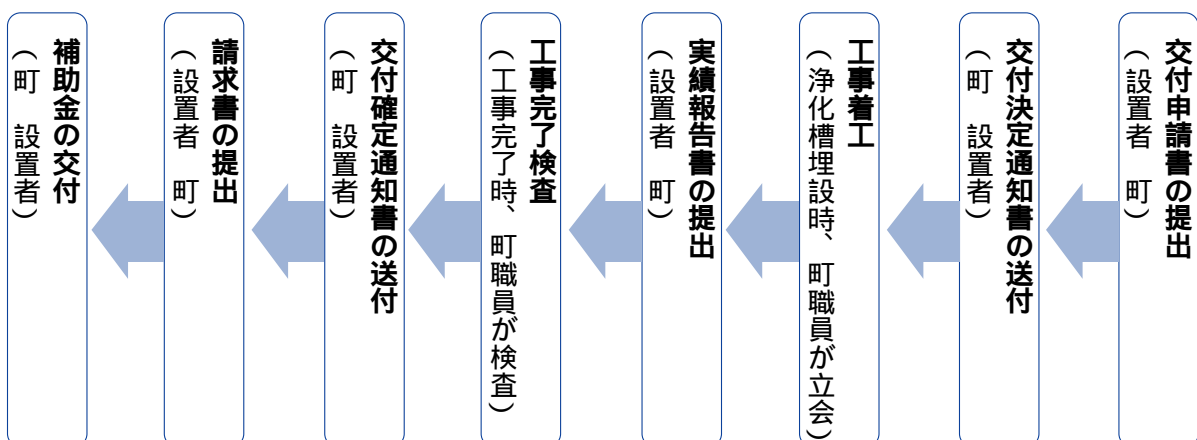 交付申請書の提出
(設置者 町)
交付決定通知書の送付
(町 設置者)
工事着工
(浄化槽埋設時、町職員が立会)
実績報告書の提出
(設置者 町)
工事完了検査
(工事完了時、町職員が検査)
交付確定通知書の送付
(町 設置者)
請求書の提出
(設置者 町)
補助金の交付
(町 設置者)